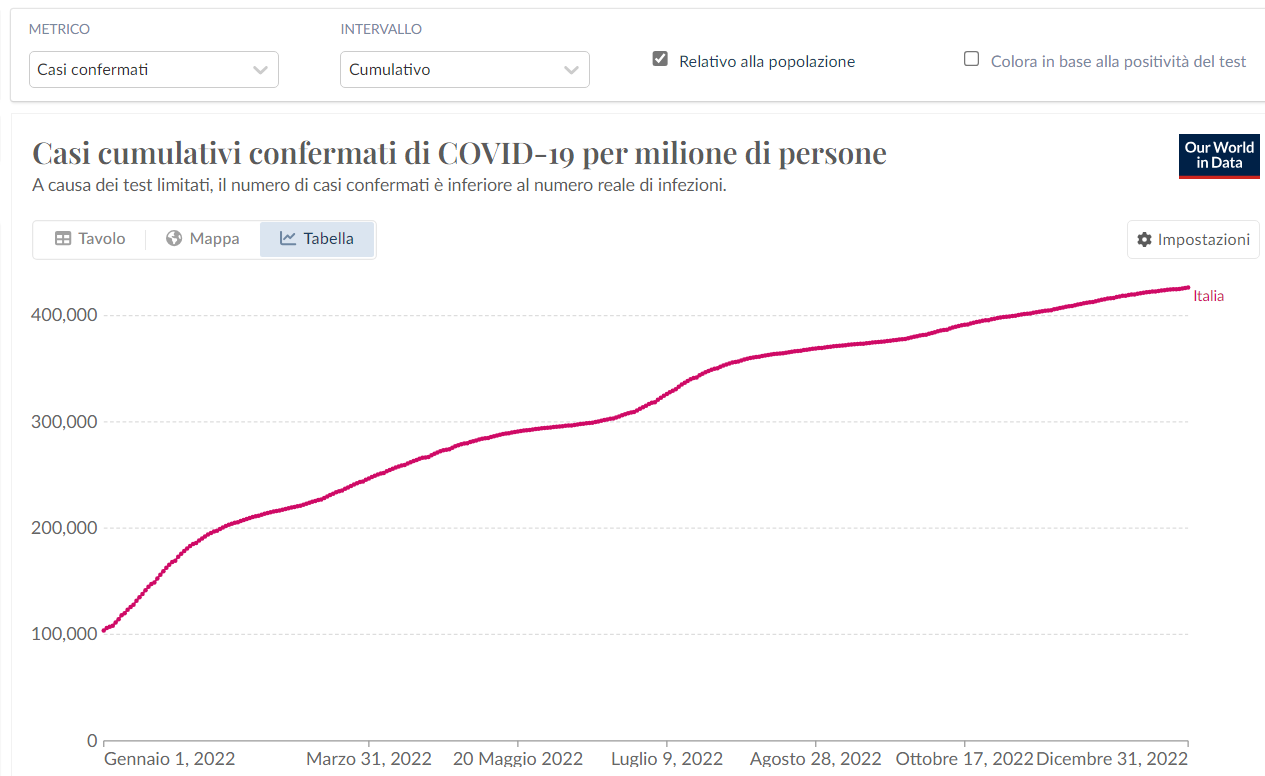 METRICO INTERVALLO
Casi confermati Cumulativo Relativo alla popolazione Colora in base alla positività del test
Casi cumulativi confermati di COVID-19 per milione di persone
A causa dei test limitati, il numero di casi confermati è inferiore al numero reale di infezioni.
Our World
in Data
Tavolo Mappa Tabella Impostazioni
Italia
400,000
300,000
200,000
100,000
0
Gennaio 1, 2022 Marzo 31, 2022 20 Maggio 2022 Luglio 9, 2022 Agosto 28, 2022 Ottobre 17, 2022 Dicembre 31, 2022